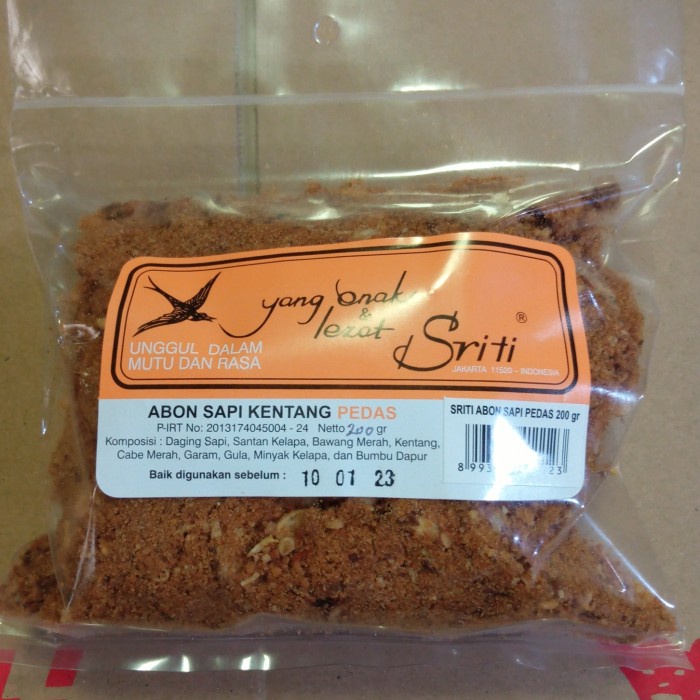 yang enak
&
lezat
Sriti ®
UNGGUL DALAM
MUTU DAN RASA
JAKARTA 11520 - INDONESIA
ABON SAPI KENTANG PEDAS
P-IRT No: 2013174045004 - 24 Netto 200 gr
Komposisi : Daging Sapi, Santan Kelapa, Bawang Merah, Kentang,
Cabe Merah, Garam, Gula, Minyak Kelapa, dan Bumbu Dapur
Baik digunakan sebelum : 10 01 23
SRITI ABON SAPI PEDAS 200 gr